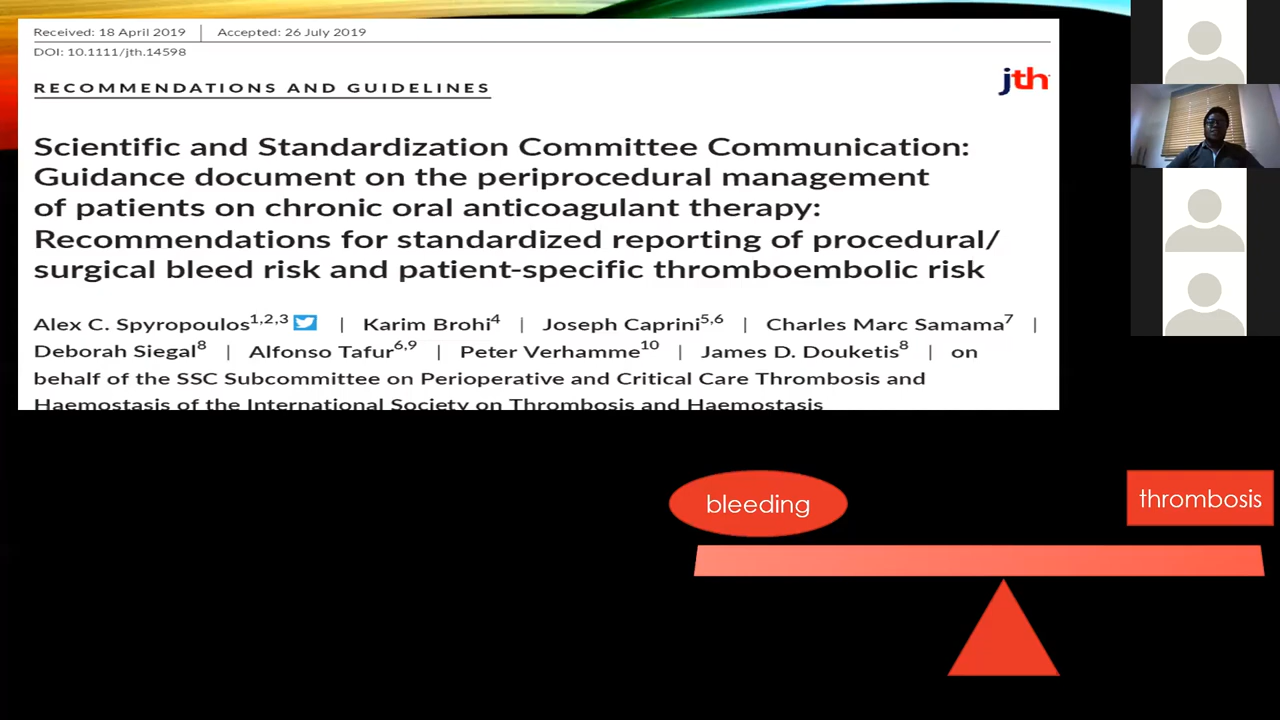 Received: 18 April 2019 | Accepted: 26 July 2019
DOI: 10.1111/jth.14598
RECOMMENDATIONS AND GUIDELINES
jth
Scientific and Standardization Committee Communication:
Guidance document on the periprocedural management
of patients on chronic oral anticoagulant therapy:
Recommendations for standardized reporting of procedural/
surgical bleed risk and patient-specific thromboembolic risk
Alex C. Spyropoulos1,2,3 | Karim Brohi4 | Joseph Caprini5,6 | Charles Marc Samama7 |
Deborah Siegal8 | Alfonso Tafur6,9 | Peter Verhamme10 | James D. Douketis8 | on
behalf of the SSC Subcommittee on Perioperative and Critical Care Thrombosis and
Haemostasis of the International Society on Thrombosis and Haemostasis
bleeding
thrombosis